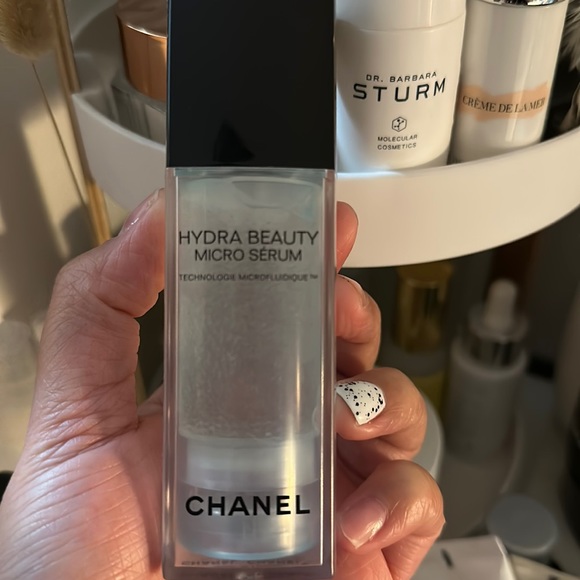 DR. BARBARA
STURM
MOLECULAR
COSMETICS
CRÈME DE LA MER
HYDRA BEAUTY
MICRO SÉRUM
TECHNOLOGIE MICROFLUIDIQUE™
CHANEL